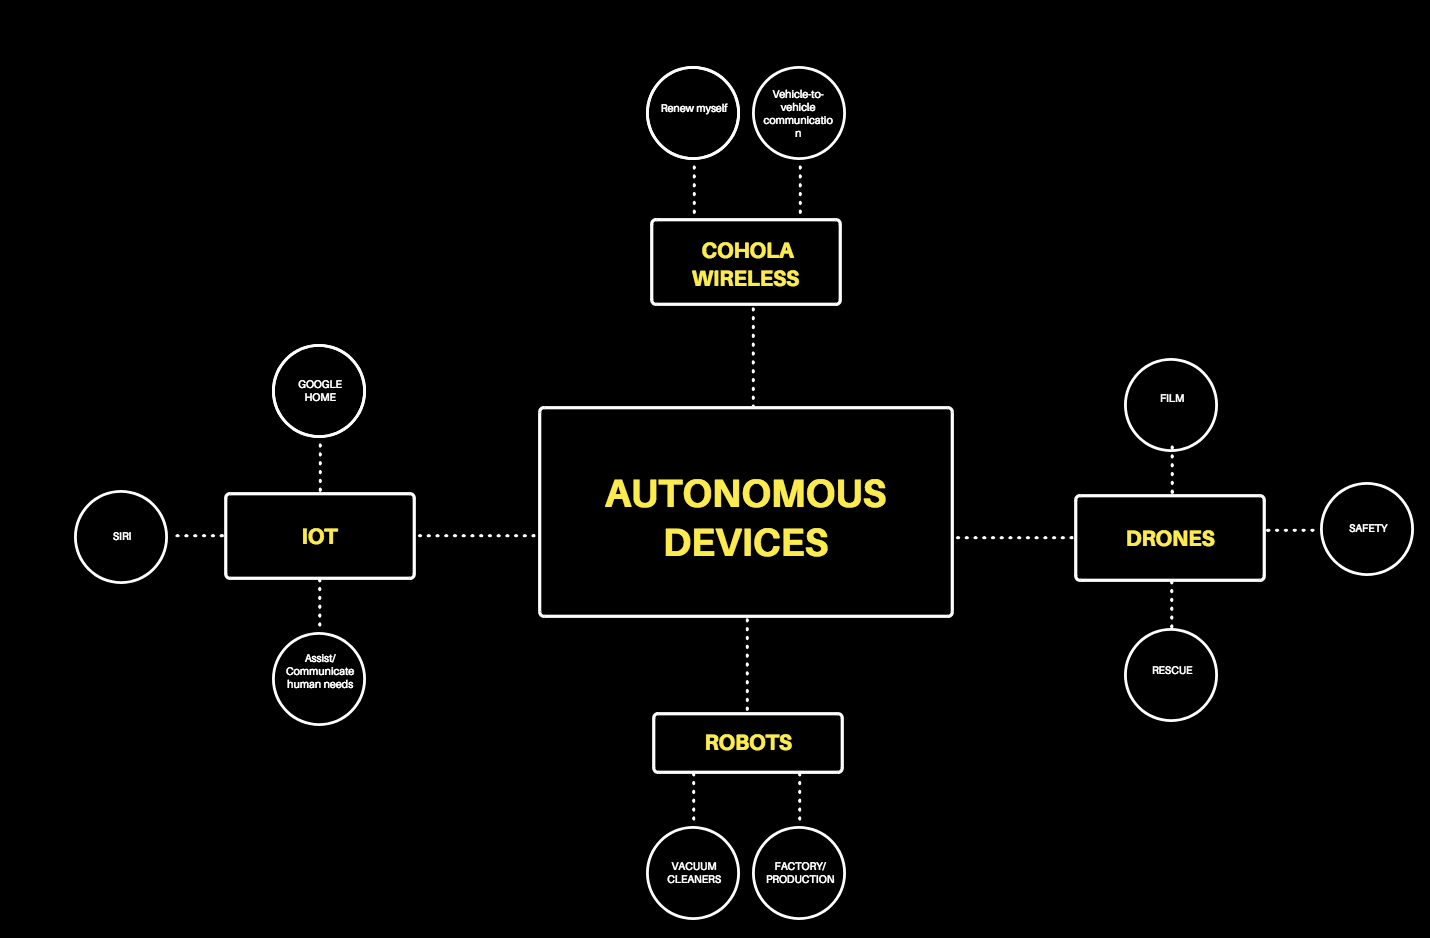 Renew myself
Vehicle-to-
vehicle
communicatio
n
COHOLA
WIRELESS
GOOGLE
HOME
SIRI
IOT
Assist/
Communicate
human needs
AUTONOMOUS
DEVICES
FILM
DRONES
SAFETY
RESCUE
ROBOTS
VACUUM
CLEANERS
FACTORY/
PRODUCTION